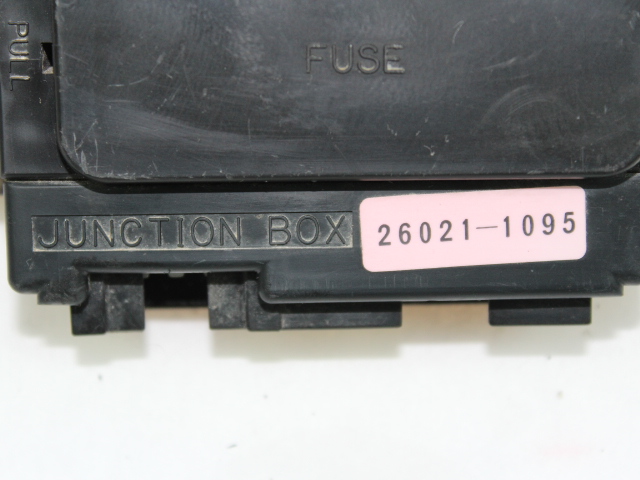 PULL
FUSE
JUNCTION BOX
26021-1095